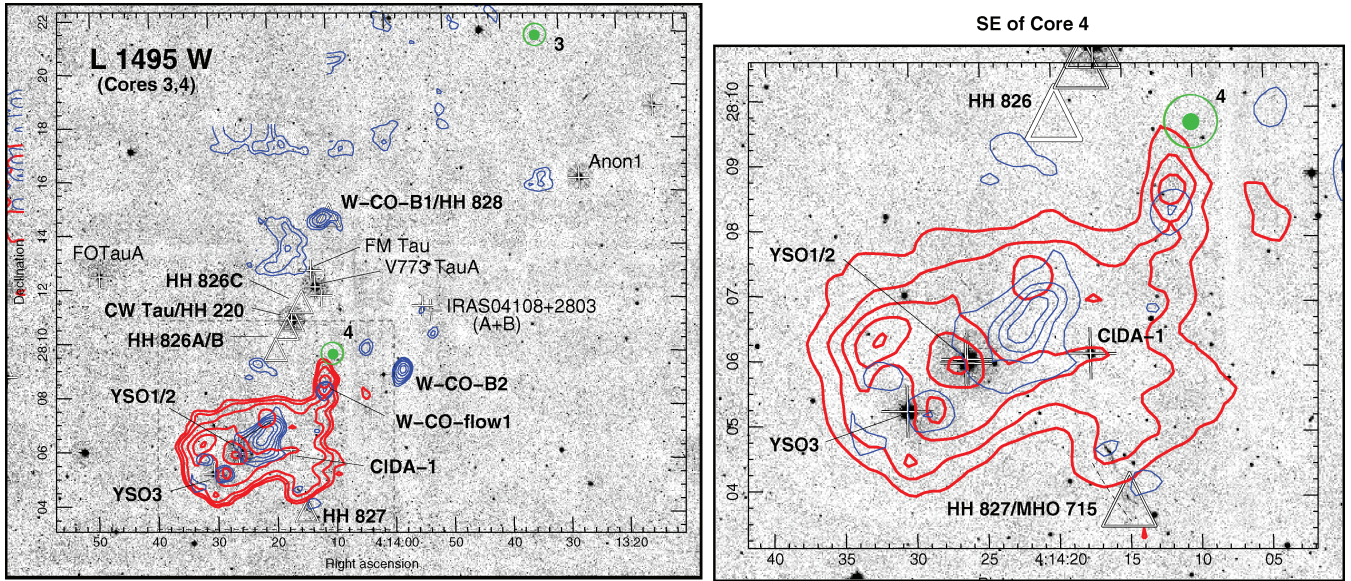 L 1495 W
(Cores 3,4)
3
Anon1
W-CO-B1/HH 828
FOTauA
FM Tau
V773 TauA
HH 826C
CW Tau/HH 220
HH 826A/B
IRAS04108+2803
(A+B)
4
W-CO-B2
YSO1/2
W-CO-flow1
CIDA-1
YSO3
HH 827
22
20
18
16
14
12
28:10
08
06
04
Declination
50
40
30
20
10
4:14:00
50
40
30
13:20
Right ascension
SE of Core 4
HH 826
4
YSO1/2
CIDA-1
YSO3
HH 827/MHO 715
28:10
09
08
07
06
05
04
40
35
30
25
4:14:20
15
10
05